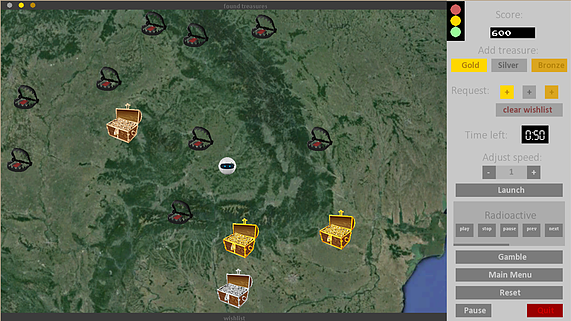 found treasures
Score:
600
Add treasure:
Gold Silver Bronze
Request: + + +
clear wishlist
Time left: 0:50
Adjust speed:
- 1 +
Launch
Radioactive
play stop pause prev next
Gamble
Main Menu
Reset
Pause Quit
wishlist